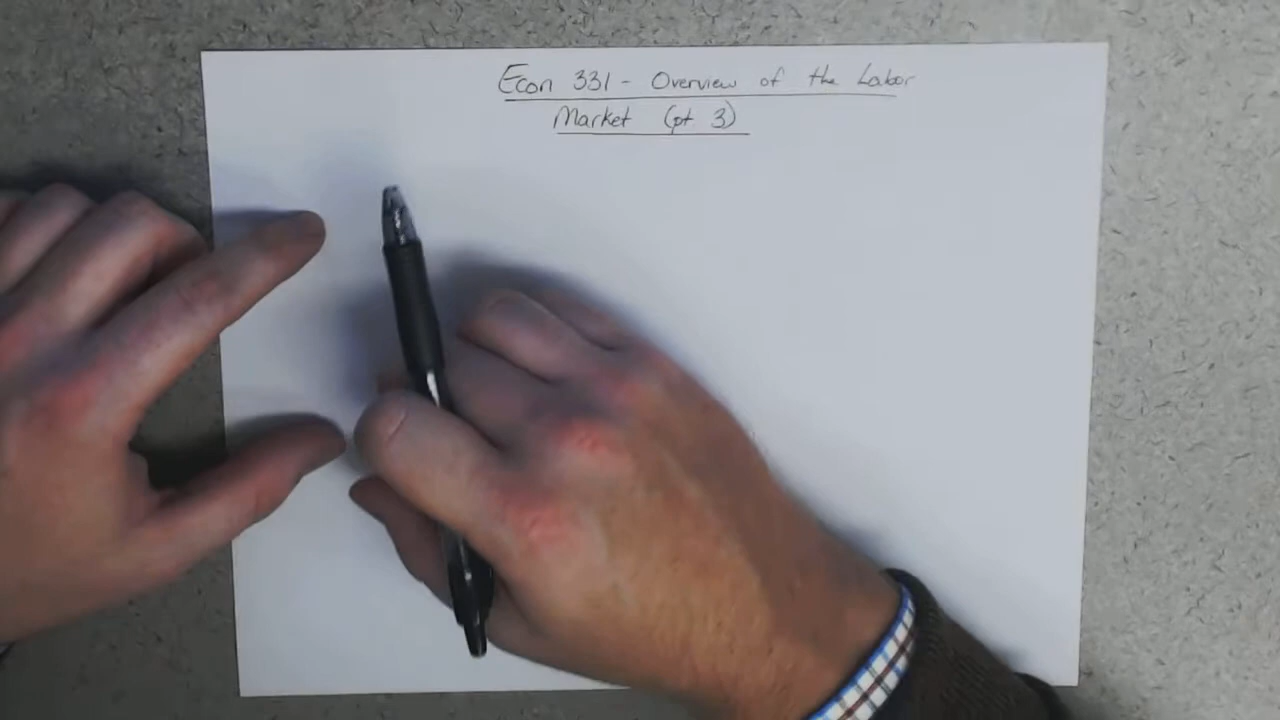 Econ 331 - Overview of the Labor
Market (pt 3)